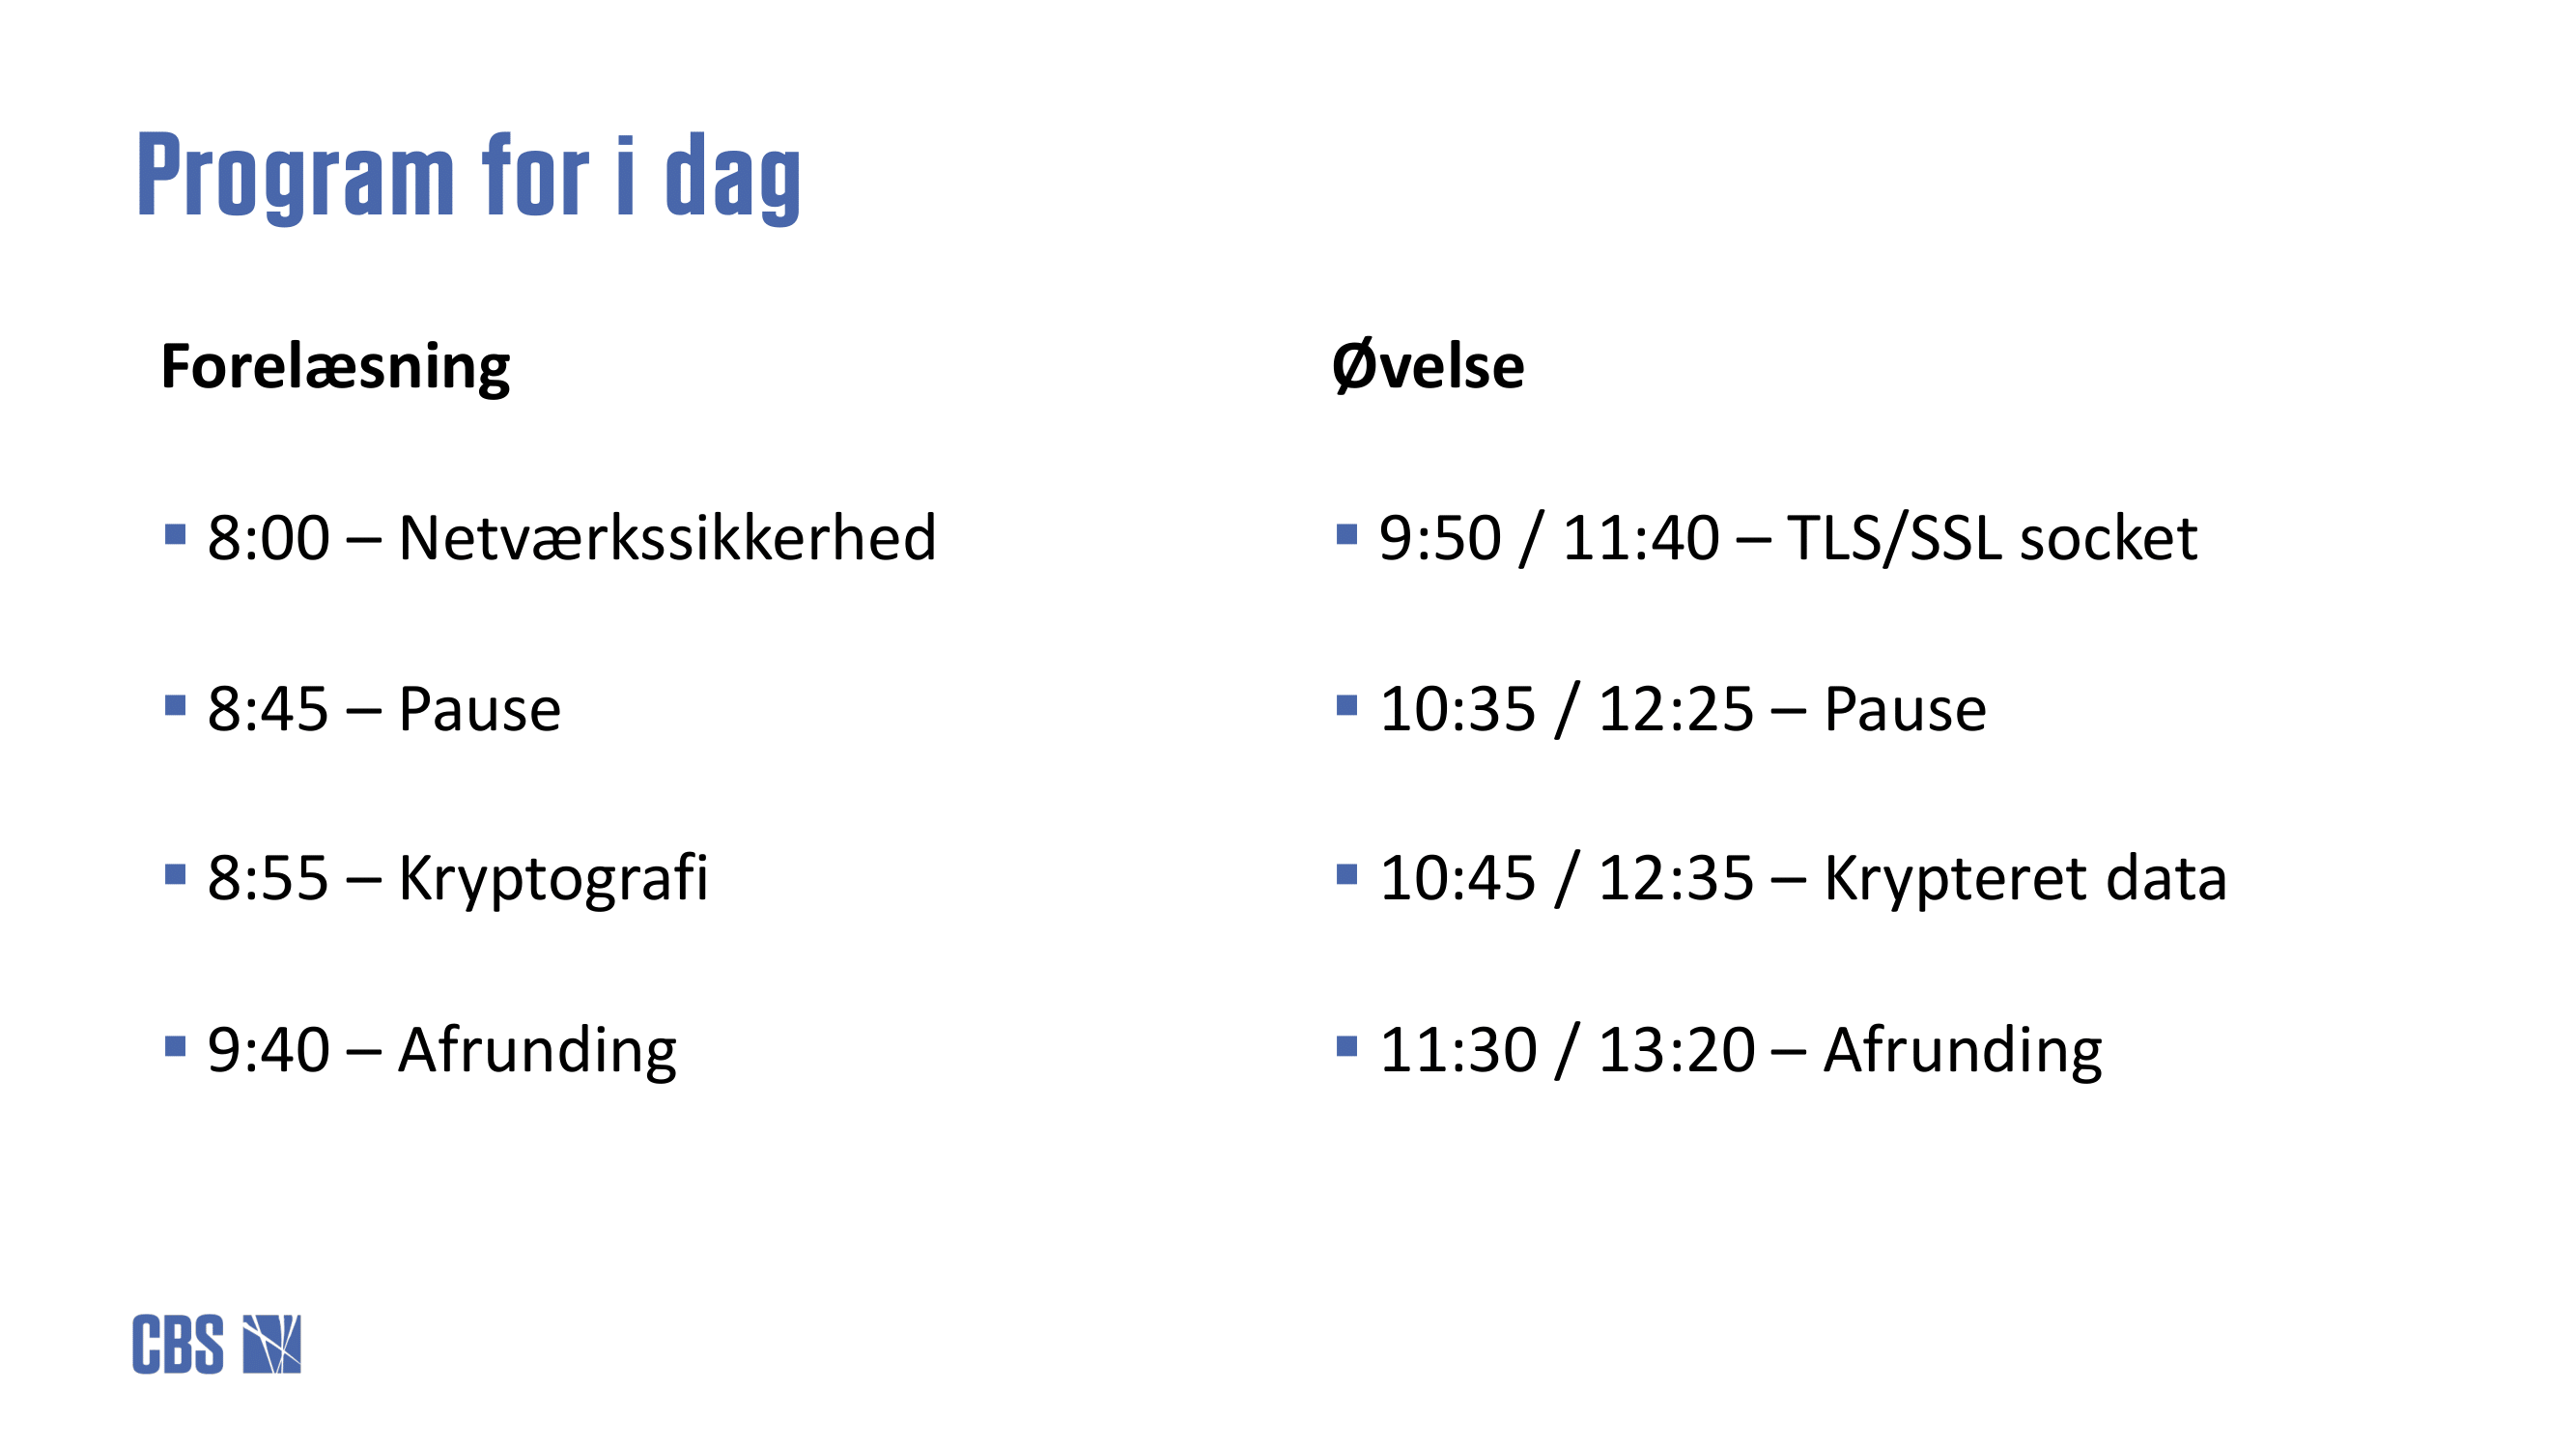 Program for i dag
Forelæsning
▪ 8:00 – Netværkssikkerhed
▪ 8:45 – Pause
▪ 8:55 – Kryptografi
▪ 9:40 – Afrunding
Øvelse
▪ 9:50 / 11:40 – TLS/SSL socket
▪ 10:35 / 12:25 – Pause
▪ 10:45 / 12:35 – Krypteret data
▪ 11:30 / 13:20 – Afrunding
CBS